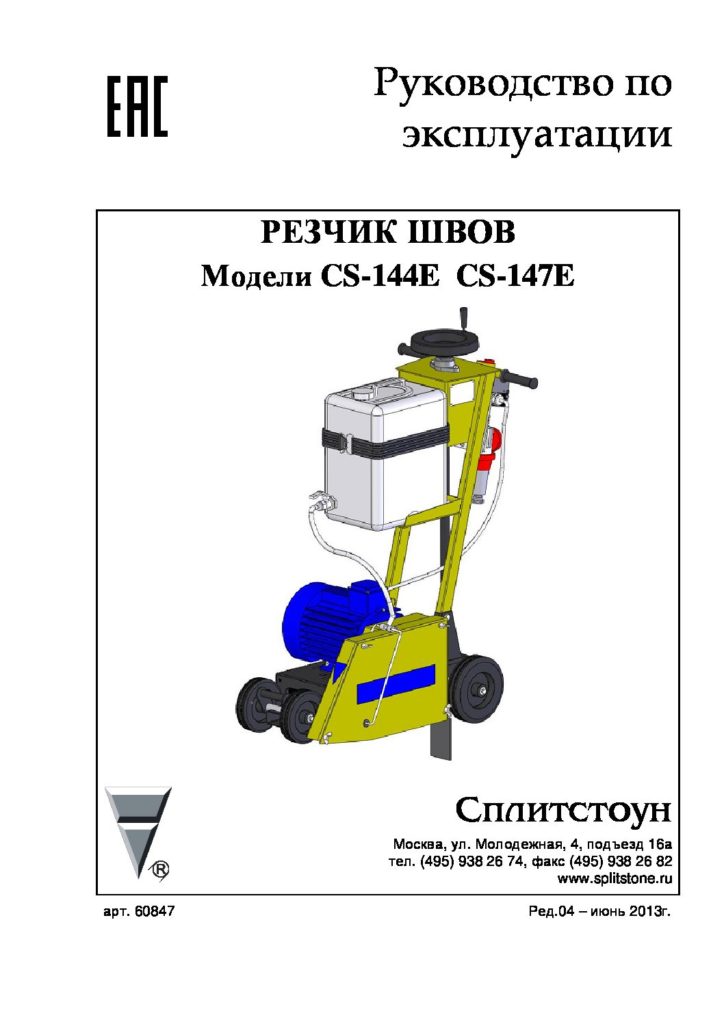 EAC
Руководство по
эксплуатации
РЕЗЧИК ШВОВ
Модели CS-144E CS-147E
Сплитстоун
Москва, ул. Молодежная, 4, подъезд 16а
тел. (495) 938 26 74, факс (495) 938 26 82
www.splitstone.ru
®
арт. 60847
Ред.04 – июнь 2013г.